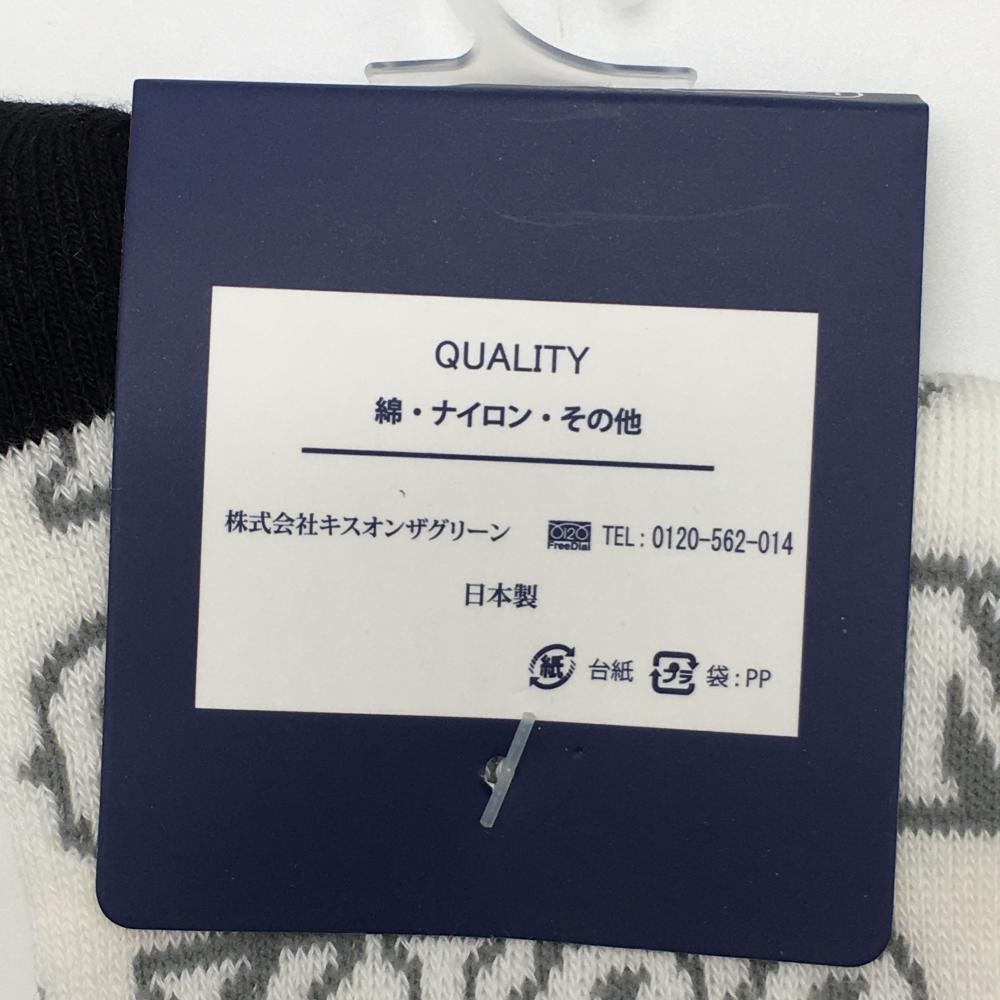 QUALITY
綿・ナイロン・その他
株式会社キスオンザグリーン 0120 FreeDial TEL : 0120-562-014
日本製
紙 台紙 プラ 袋 : PP